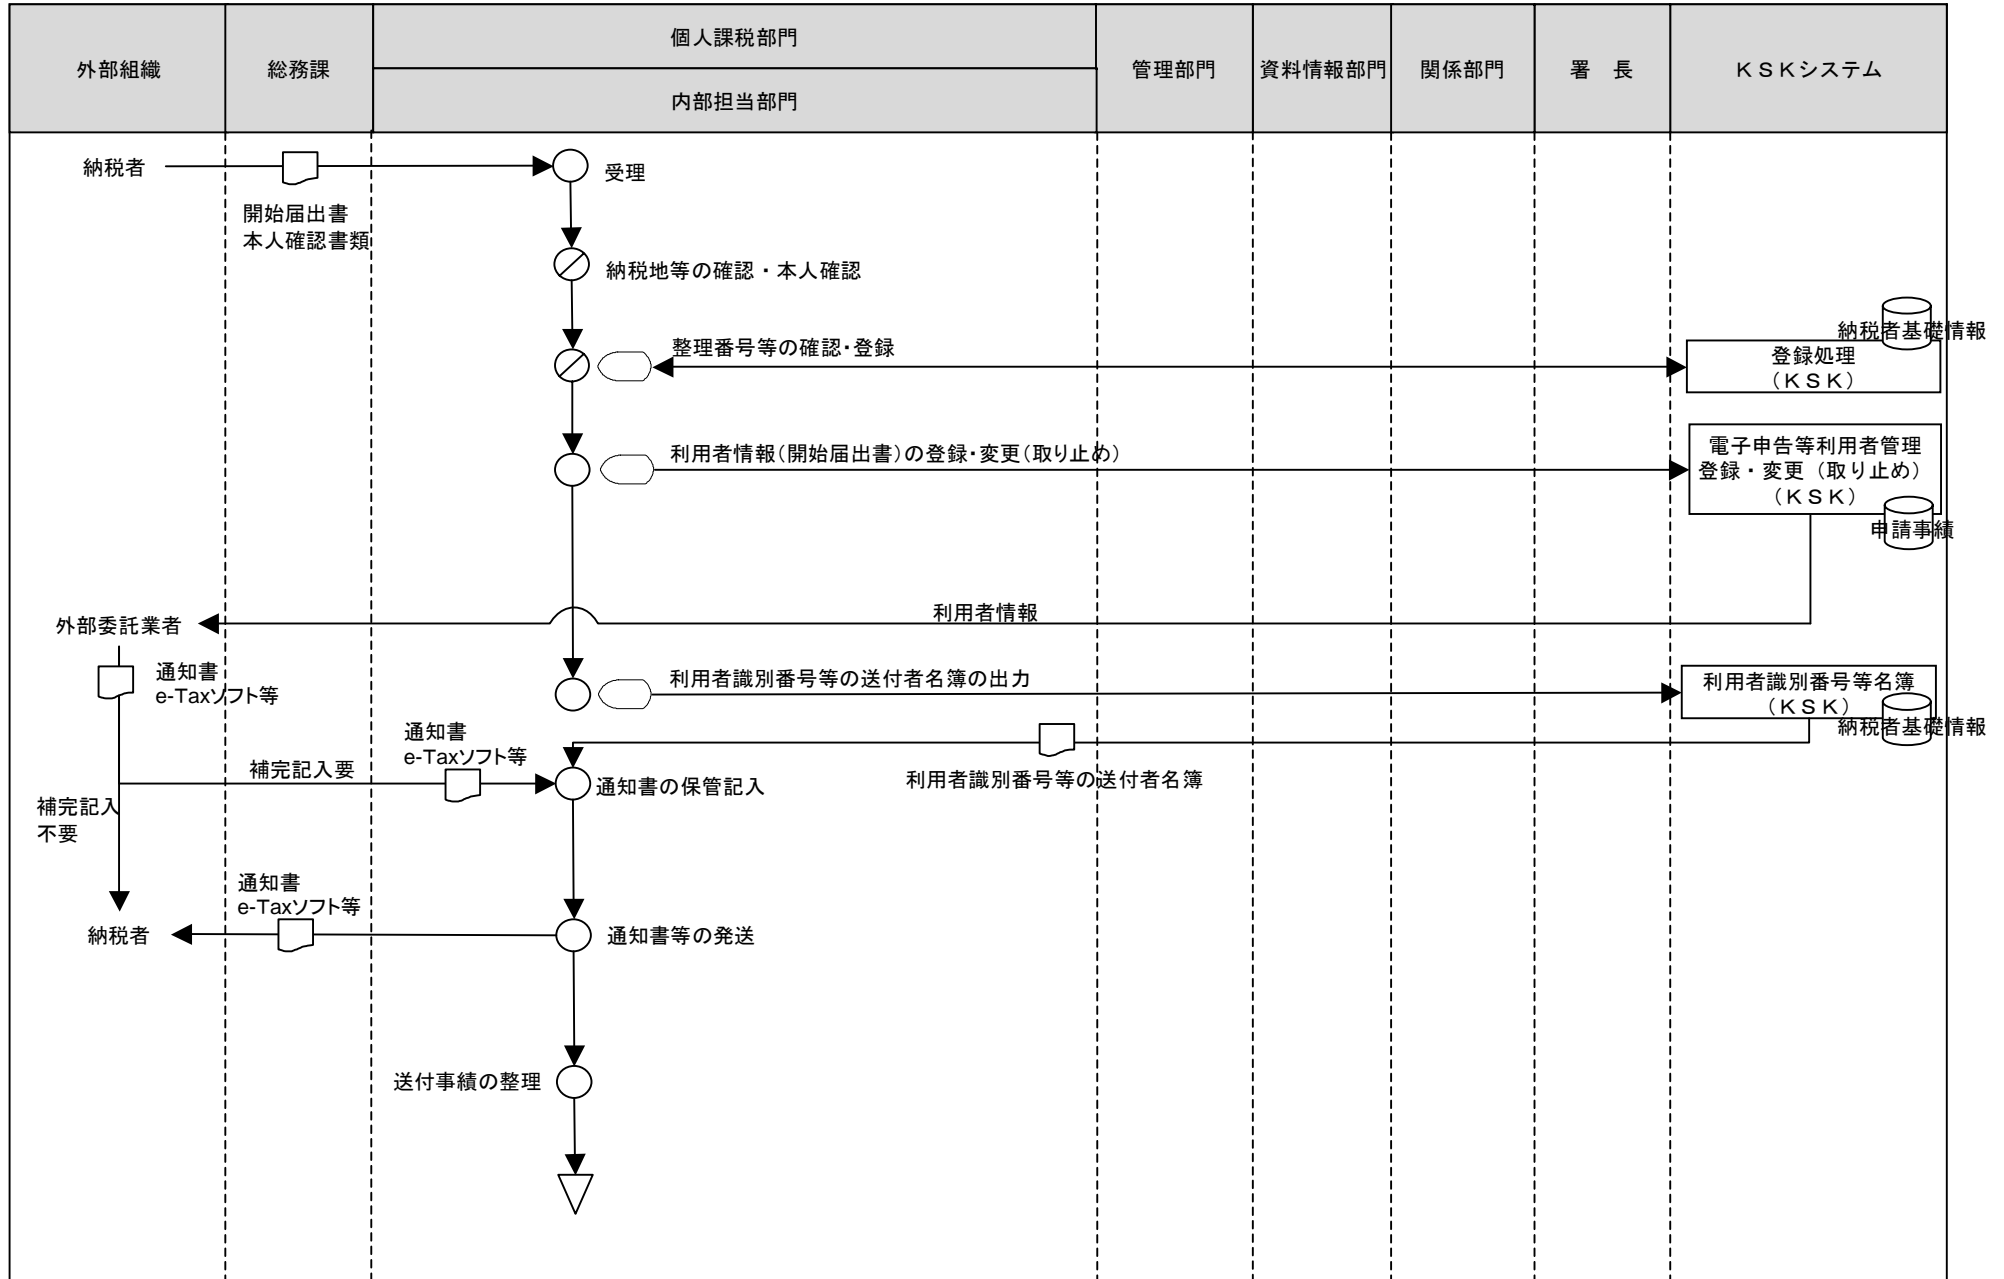 外部組織
総務課
個人課税部門
内部担当部門
管理部門
資料情報部門
関係部門
署　長
ＫＳＫシステム
納税者
受理
開始届出書
本人確認書類
納税地等の確認・本人確認
納税者基礎情報
整理番号等の確認・登録
登録処理
（ＫＳＫ）
利用者情報（開始届出書）の登録・変更（取り止め）
電子申告等利用者管理
登録・変更（取り止め）
（ＫＳＫ）
申請事績
利用者情報
外部委託業者
通知書
e-Taxソフト等
利用者識別番号等の送付者名簿の出力
利用者識別番号等名簿
（ＫＳＫ）
納税者基礎情報
通知書
e-Taxソフト等
補完記入要
通知書の保管記入
利用者識別番号等の送付者名簿
補完記入
不要
通知書
e-Taxソフト等
納税者
通知書等の発送
送付事績の整理